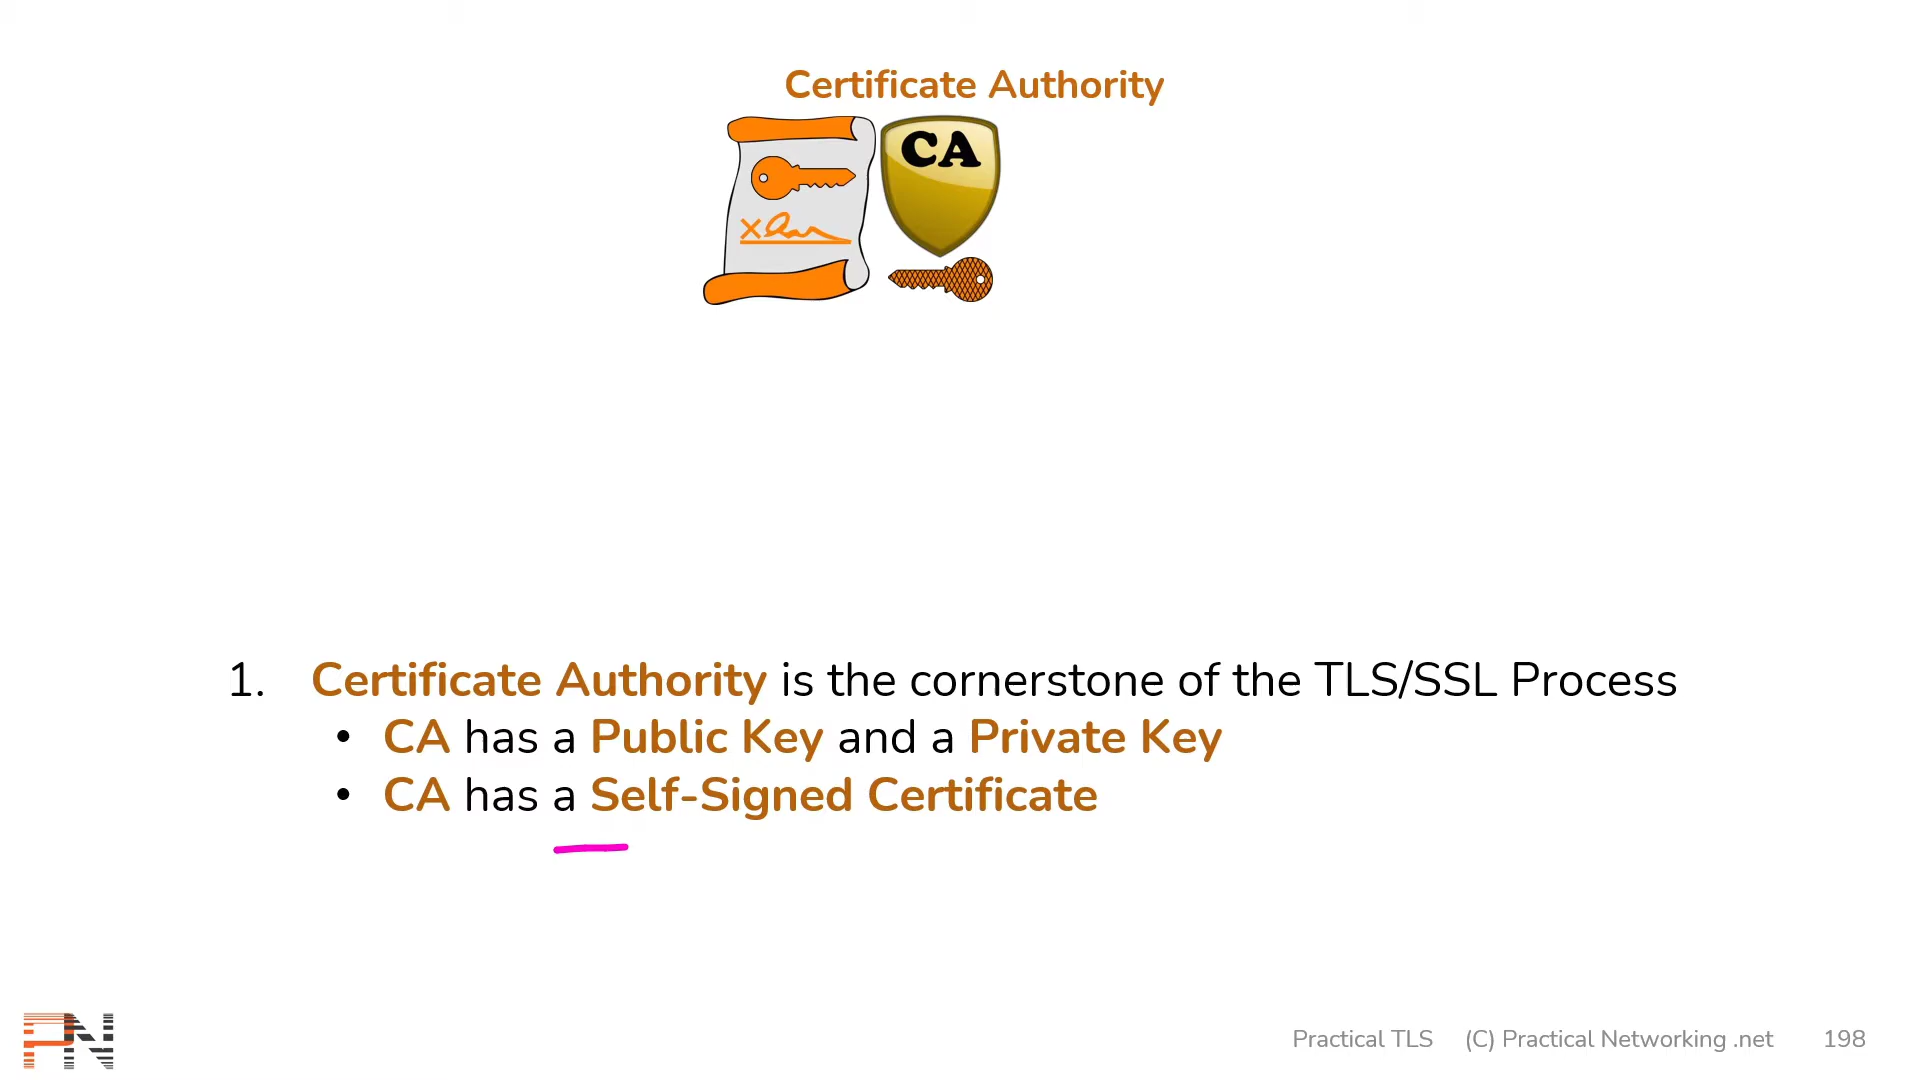 Certificate Authority
CA
x
1. Certificate Authority is the cornerstone of the TLS/SSL Process
• CA has a Public Key and a Private Key
• CA has a Self-Signed Certificate
PN
Practical TLS (C) Practical Networking .net 198